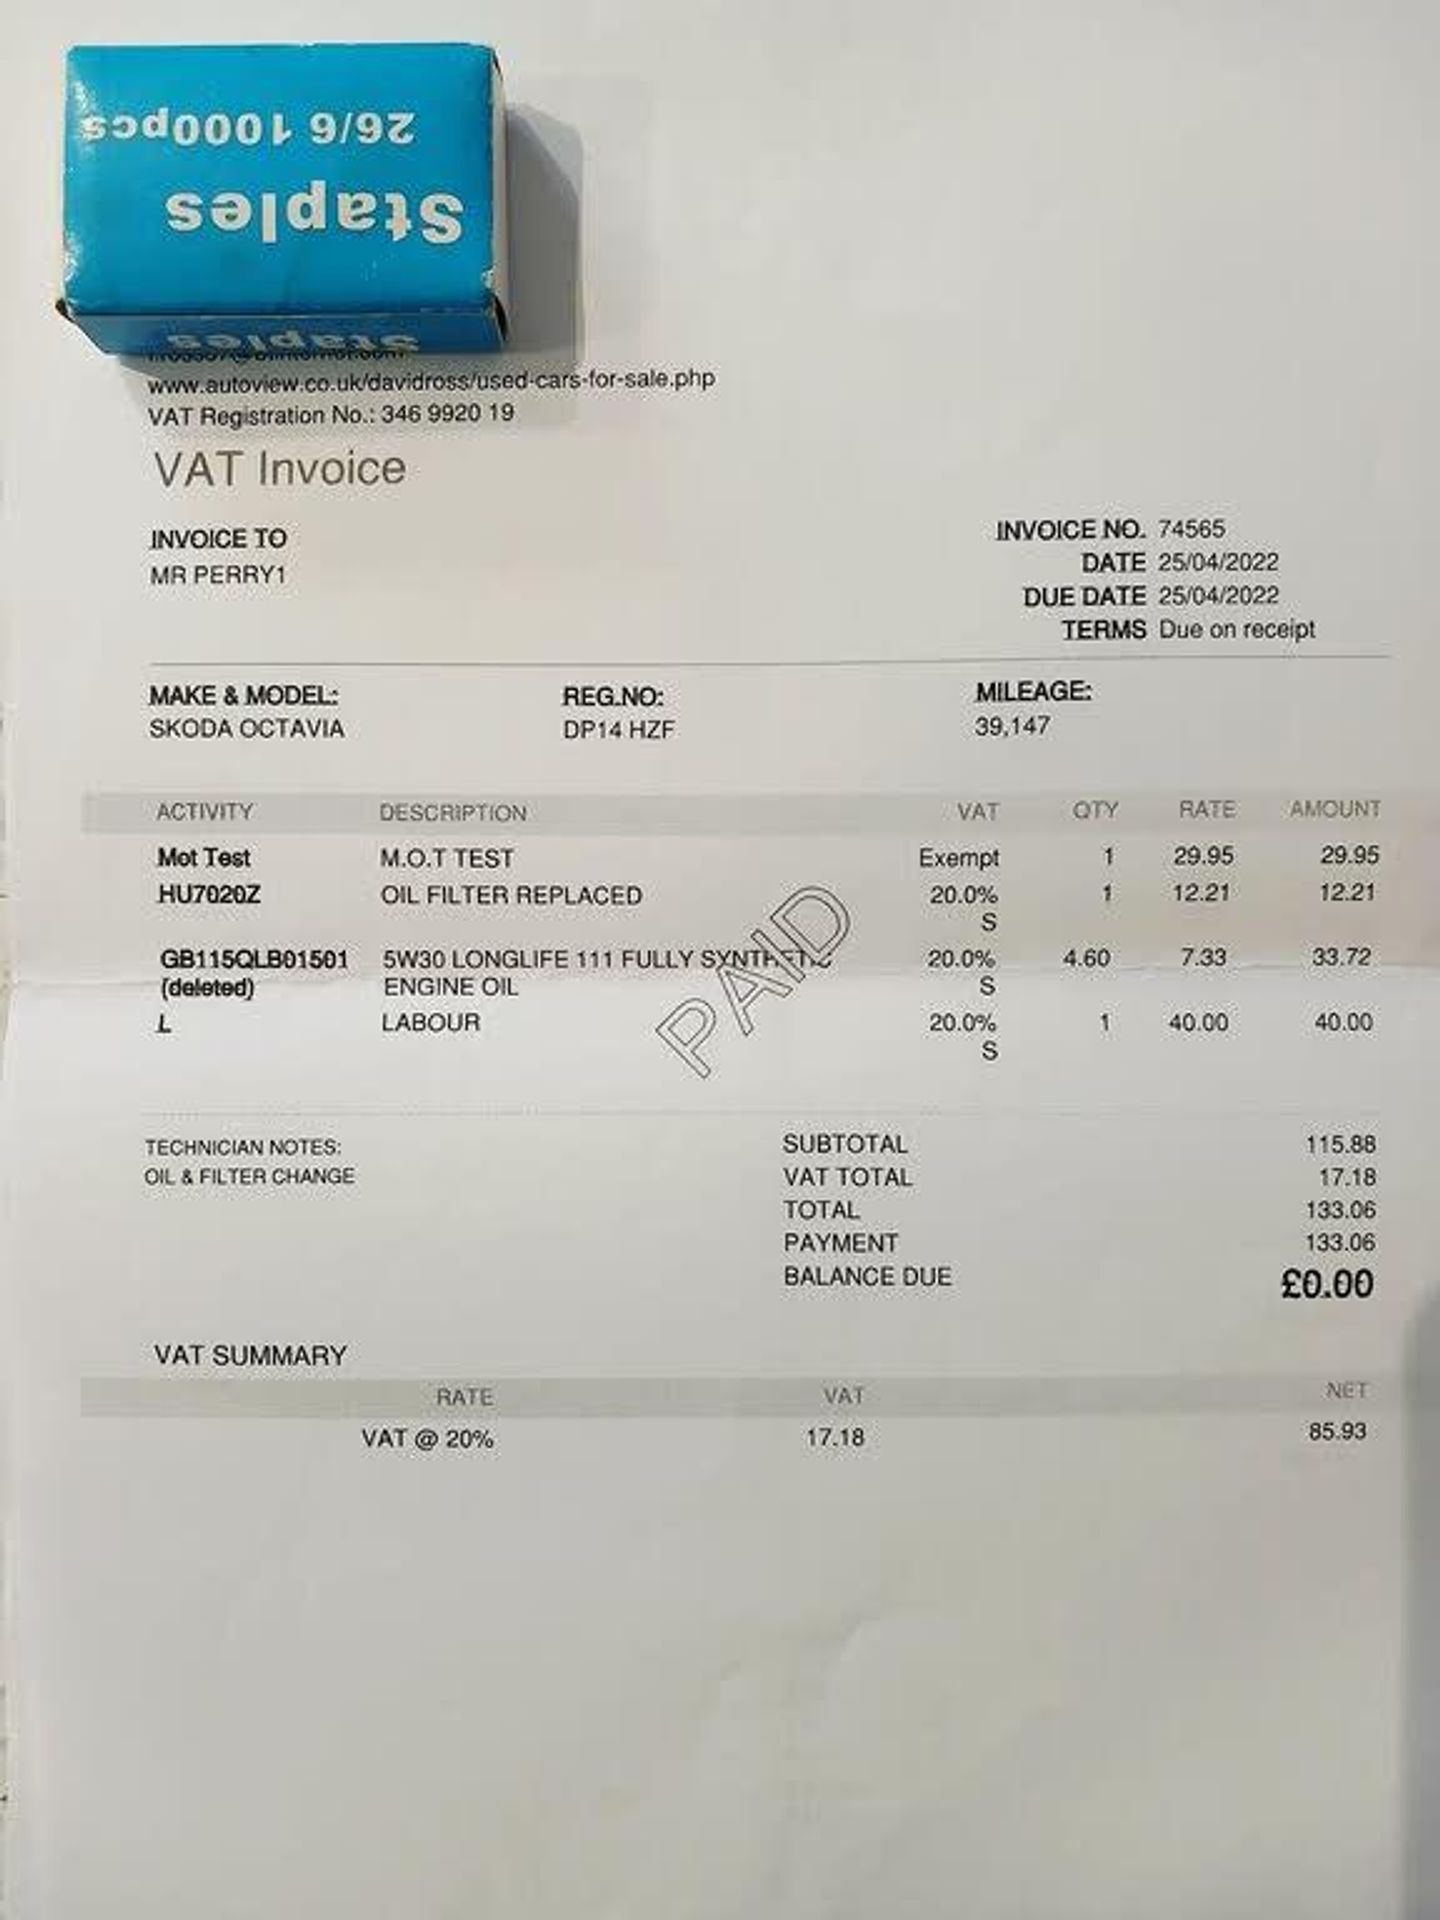 26/6 1000pcs
Staples
Staples
www.autoview.co.uk/davidross/used-cars-for-sale.php
VAT Registration No.: 346 9920 19
VAT Invoice
INVOICE TO
MR PERRY1
INVOICE NO. 74565
DATE 25/04/2022
DUE DATE 25/04/2022
TERMS Due on receipt
MAKE & MODEL: REG.NO: MILEAGE:
SKODA OCTAVIA DP14 HZF 39,147
ACTIVITY DESCRIPTION VAT QTY RATE AMOUNT
Mot Test M.O.T TEST Exempt 1 29.95 29.95
HU7020Z OIL FILTER REPLACED 20.0% 1 12.21 12.21
S
GB115QLB01501 5W30 LONGLIFE 111 FULLY SYNTHETIC 20.0% 4.60 7.33 33.72
(deleted) ENGINE OIL S
L LABOUR 20.0% 1 40.00 40.00
S
PAID
TECHNICIAN NOTES:
OIL & FILTER CHANGE
SUBTOTAL 115.88
VAT TOTAL 17.18
TOTAL 133.06
PAYMENT 133.06
BALANCE DUE £0.00
VAT SUMMARY
RATE VAT NET
VAT @ 20% 17.18 85.93